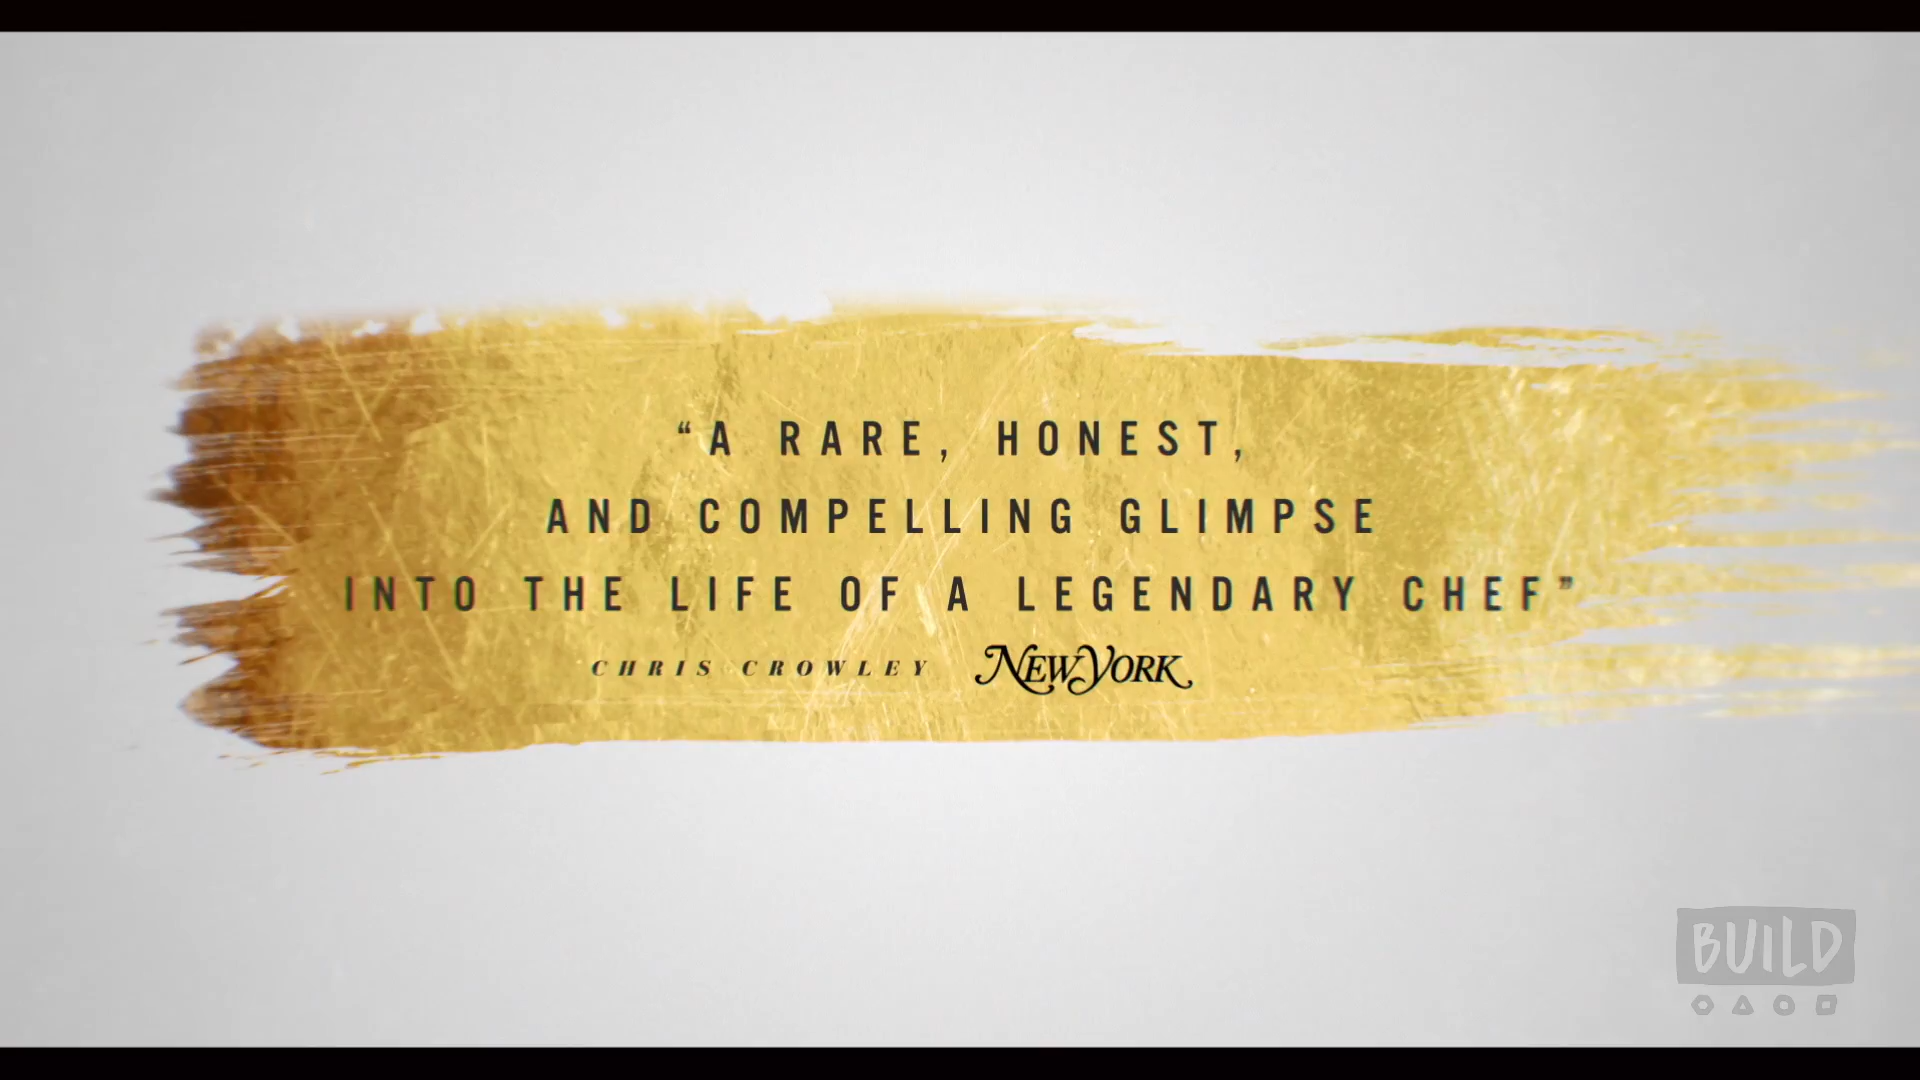 “A RARE, HONEST,
AND COMPELLING GLIMPSE
INTO THE LIFE OF A LEGENDARY CHEF”
CHRIS CROWLEY NEW YORK
BUILD